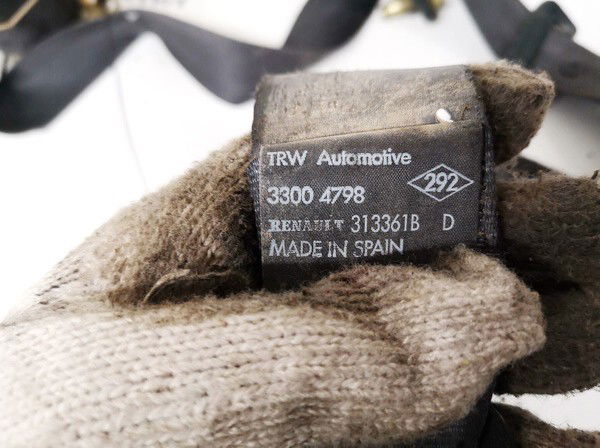 TRW Automotive
3300 4798
292
RENAULT 313361B D
MADE IN SPAIN